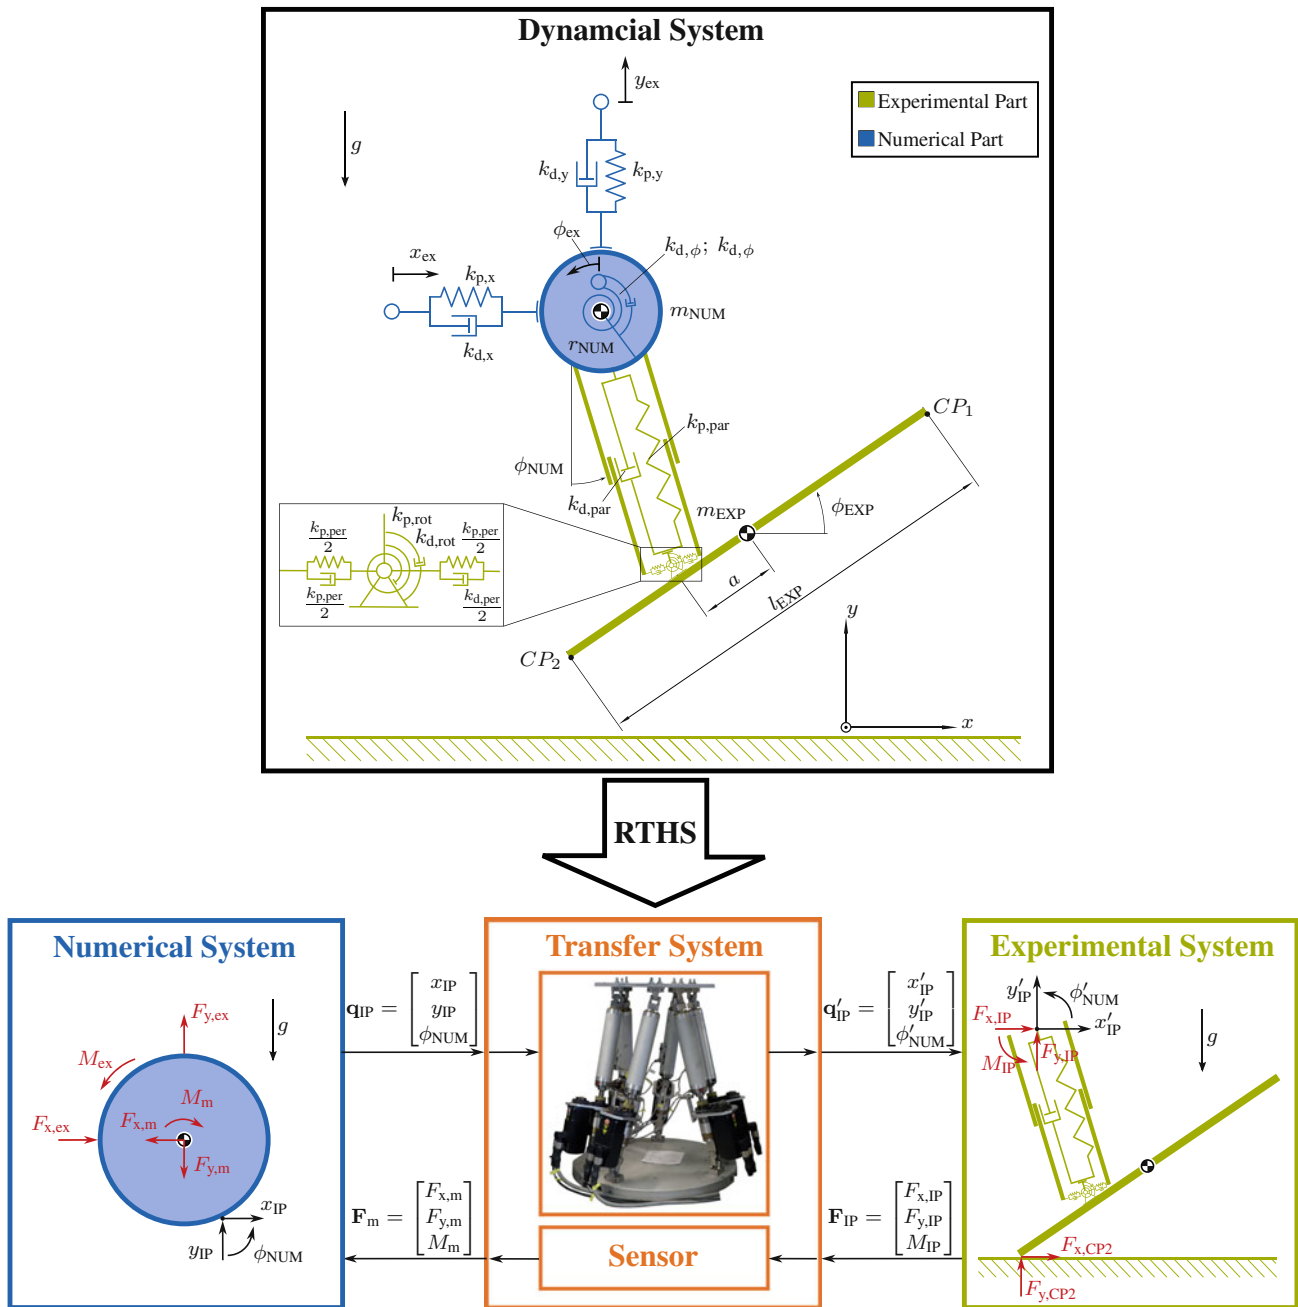 Dynamcial System
y_ex
Experimental Part
Numerical Part
g
k_d,y
k_p,y
ϕ_ex
k_d,ϕ; k_d,ϕ
x_ex
k_p,x
m_NUM
r_NUM
k_d,x
CP_1
k_p,par
ϕ_NUM
k_d,par
m_EXP
ϕ_EXP
k_p,rot
k_p,per/2
k_d,rot
k_p,per/2
k_p,per/2
k_d,per/2
a
l_EXP
y
CP_2
x
RTHS
Numerical System
Transfer System
Experimental System
q_IP = [x_IP y_IP ϕ_NUM]
q'_IP = [x'_IP y'_IP ϕ'_NUM]
F_y,ex
g
M_ex
M_m
F_x,ex
F_x,m
F_y,m
x_IP
y_IP
ϕ_NUM
y'_IP
ϕ'_NUM
F_x,IP
x'_IP
M_IP
F_y,IP
g
F_m = [F_x,m F_y,m M_m]
F_IP = [F_x,IP F_y,IP M_IP]
Sensor
F_x,CP2
F_y,CP2